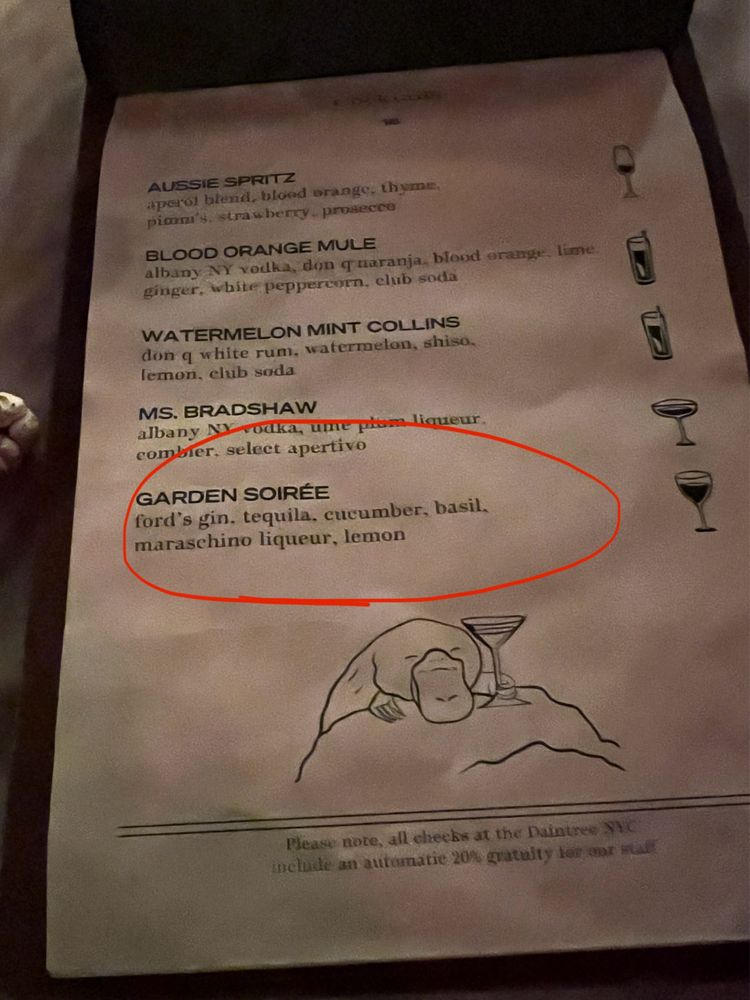 AUSSIE SPRITZ
aperol blend, blood orange, thyme,
pimm's, strawberry, prosecco
BLOOD ORANGE MULE
albany NY vodka, don q naranja, blood orange, lime,
ginger, white peppercorn, club soda
WATERMELON MINT COLLINS
don q white rum, watermelon, shiso,
lemon, club soda
MS. BRADSHAW
albany NY vodka, ume plum liqueur,
combier, select apertivo
GARDEN SOIRÉE
ford's gin, tequila, cucumber, basil,
maraschino liqueur, lemon
Please note, all checks at the Daintree NYC
include an automatic 20% gratuity for our staff